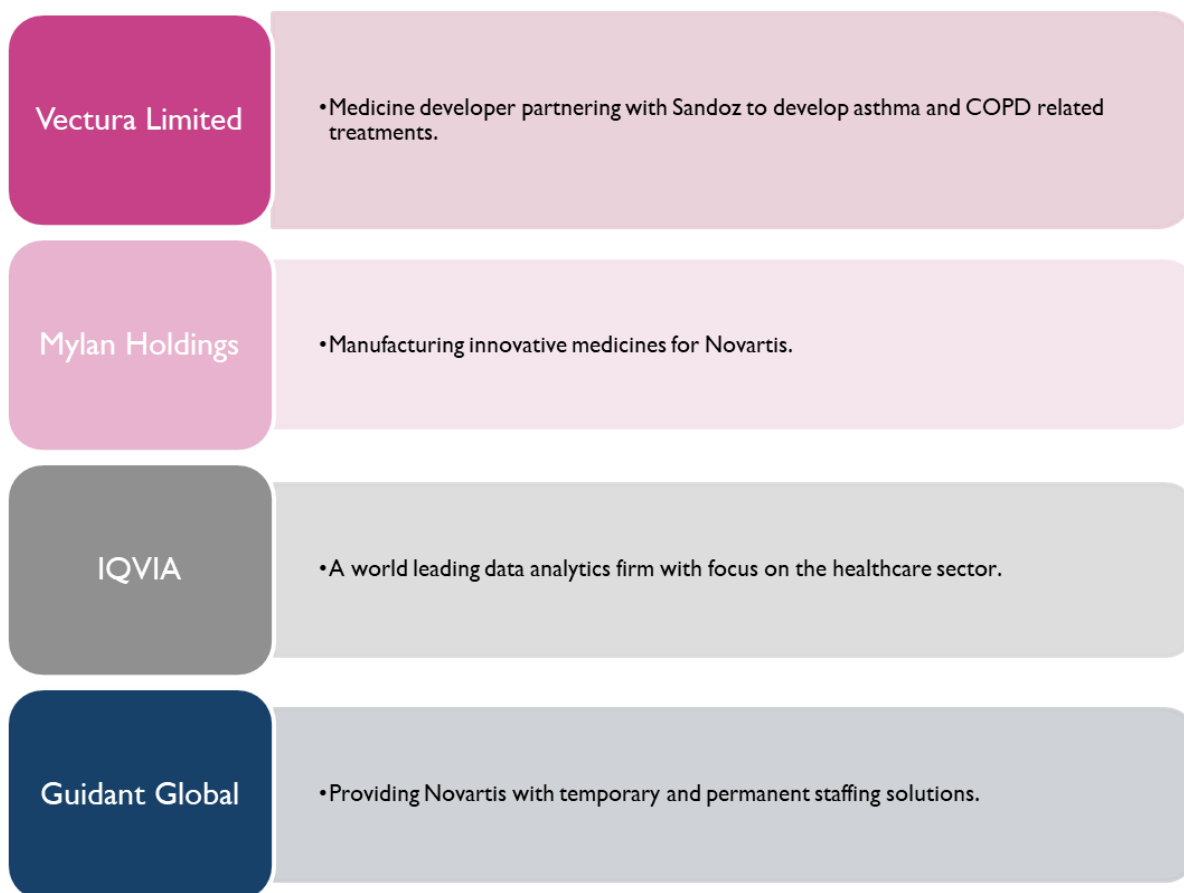 Vectura Limited
•Medicine developer partnering with Sandoz to develop asthma and COPD related
treatments.
Mylan Holdings
•Manufacturing innovative medicines for Novartis.
IQVIA
•A world leading data analytics firm with focus on the healthcare sector.
Guidant Global
•Providing Novartis with temporary and permanent staffing solutions.